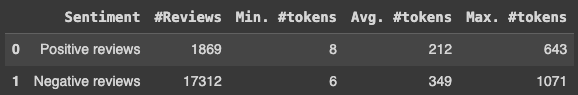 Sentiment #Reviews Min. #tokens Avg. #tokens Max. #tokens
0 Positive reviews 1869 8 212 643
1 Negative reviews 17312 6 349 1071